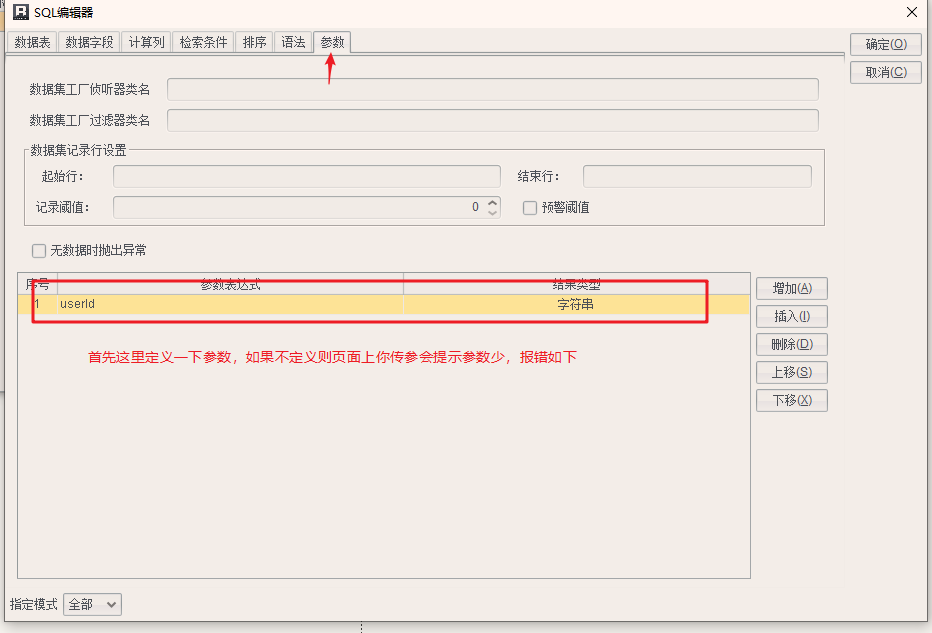 SQL编辑器
数据表 数据字段 计算列 检索条件 排序 语法 参数
确定(O)
取消(C)
数据集工厂侦听器类名
数据集工厂过滤器类名
数据集记录行设置
起始行: 结束行:
记录阈值: 0 预警阈值
无数据时抛出异常
序号 参数表达式 结果类型
1 userId 字符串
增加(A)
插入(I)
删除(D)
上移(S)
下移(X)
首先这里定义一下参数，如果不定义则页面上你传参会提示参数少，报错如下
指定模式 全部